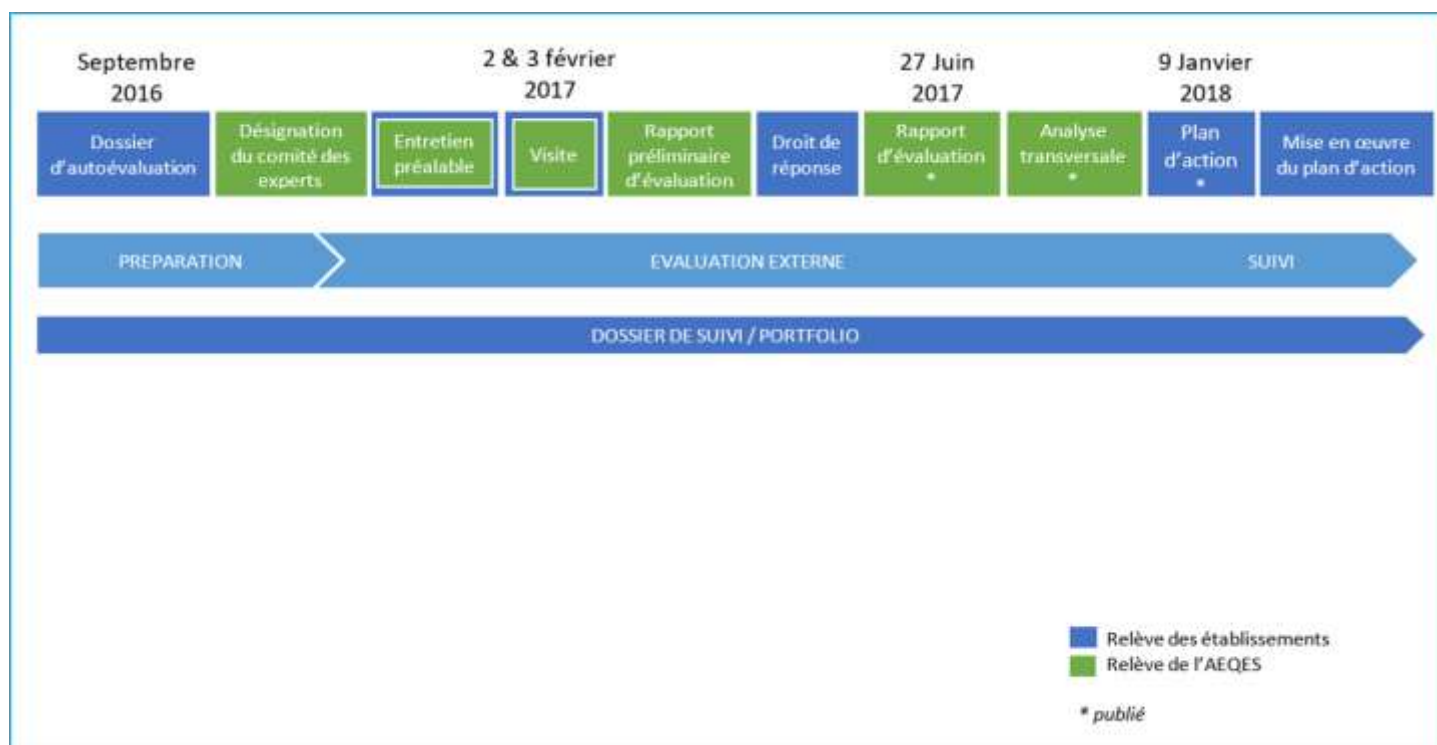 Septembre
2016
2 & 3 février
2017
27 Juin
2017
9 Janvier
2018
Dossier
d'autoévaluation
Désignation
du comité des
experts
Entretien
préalable
Visite
Rapport
préliminaire
d'évaluation
Droit de
réponse
Rapport
d'évaluation
*
Analyse
transversale
*
Plan
d'action
*
Mise en œuvre
du plan d'action
PREPARATION
EVALUATION EXTERNE
SUIVI
DOSSIER DE SUIVI / PORTFOLIO
Relève des établissements
Relève de l'AEQES
* publié